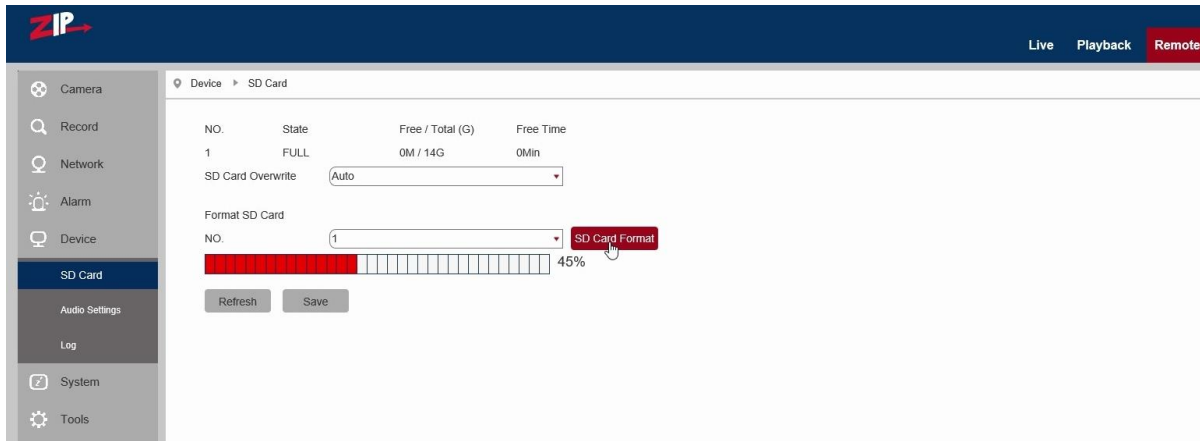 ZIP
Live Playback Remote
Camera
Record
Network
Alarm
Device
SD Card
Audio Settings
Log
System
Tools
Device SD Card
NO. State Free / Total (G) Free Time
1 FULL 0M / 14G 0Min
SD Card Overwrite Auto
Format SD Card
NO. 1 SD Card Format
45%
Refresh Save